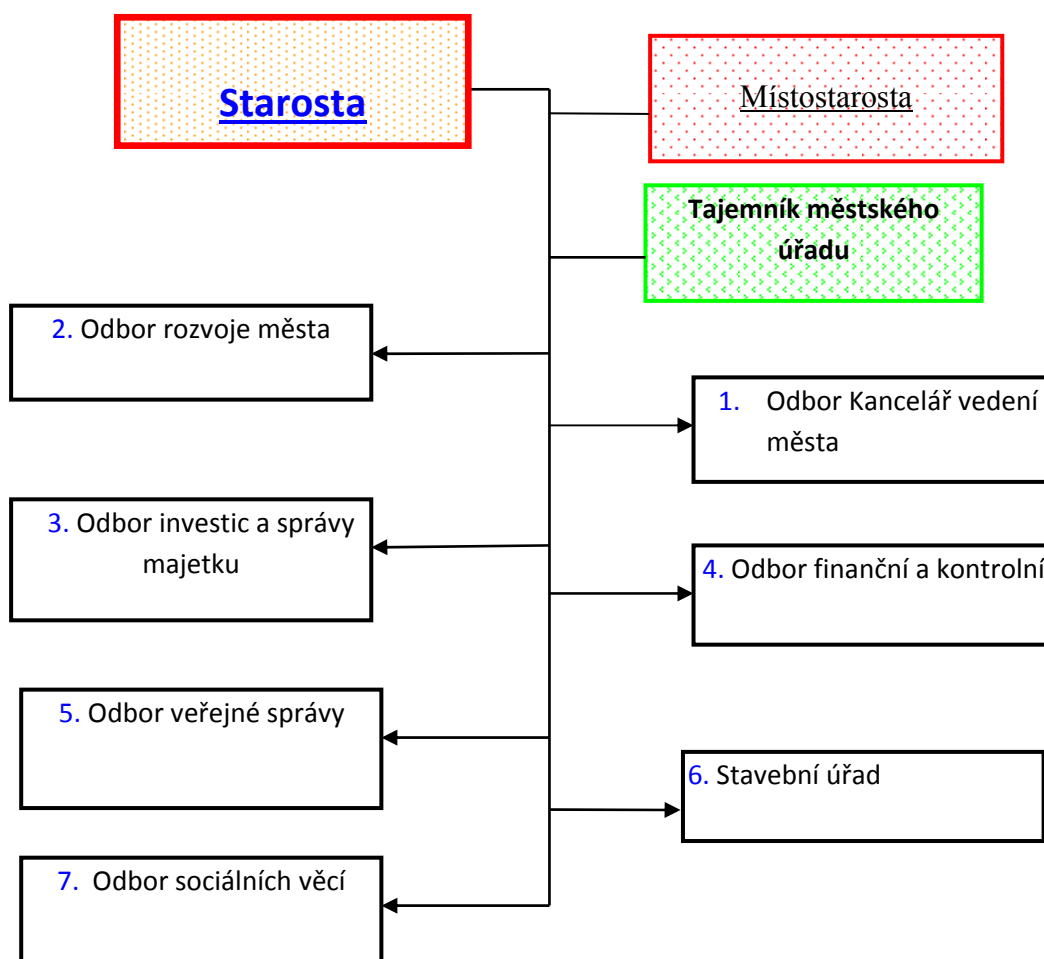 Starosta
Místostarosta
Tajemník městského
úřadu
2. Odbor rozvoje města
1. Odbor Kancelář vedení
města
3. Odbor investic a správy
majetku
4. Odbor finanční a kontrolní
5. Odbor veřejné správy
6. Stavební úřad
7. Odbor sociálních věcí